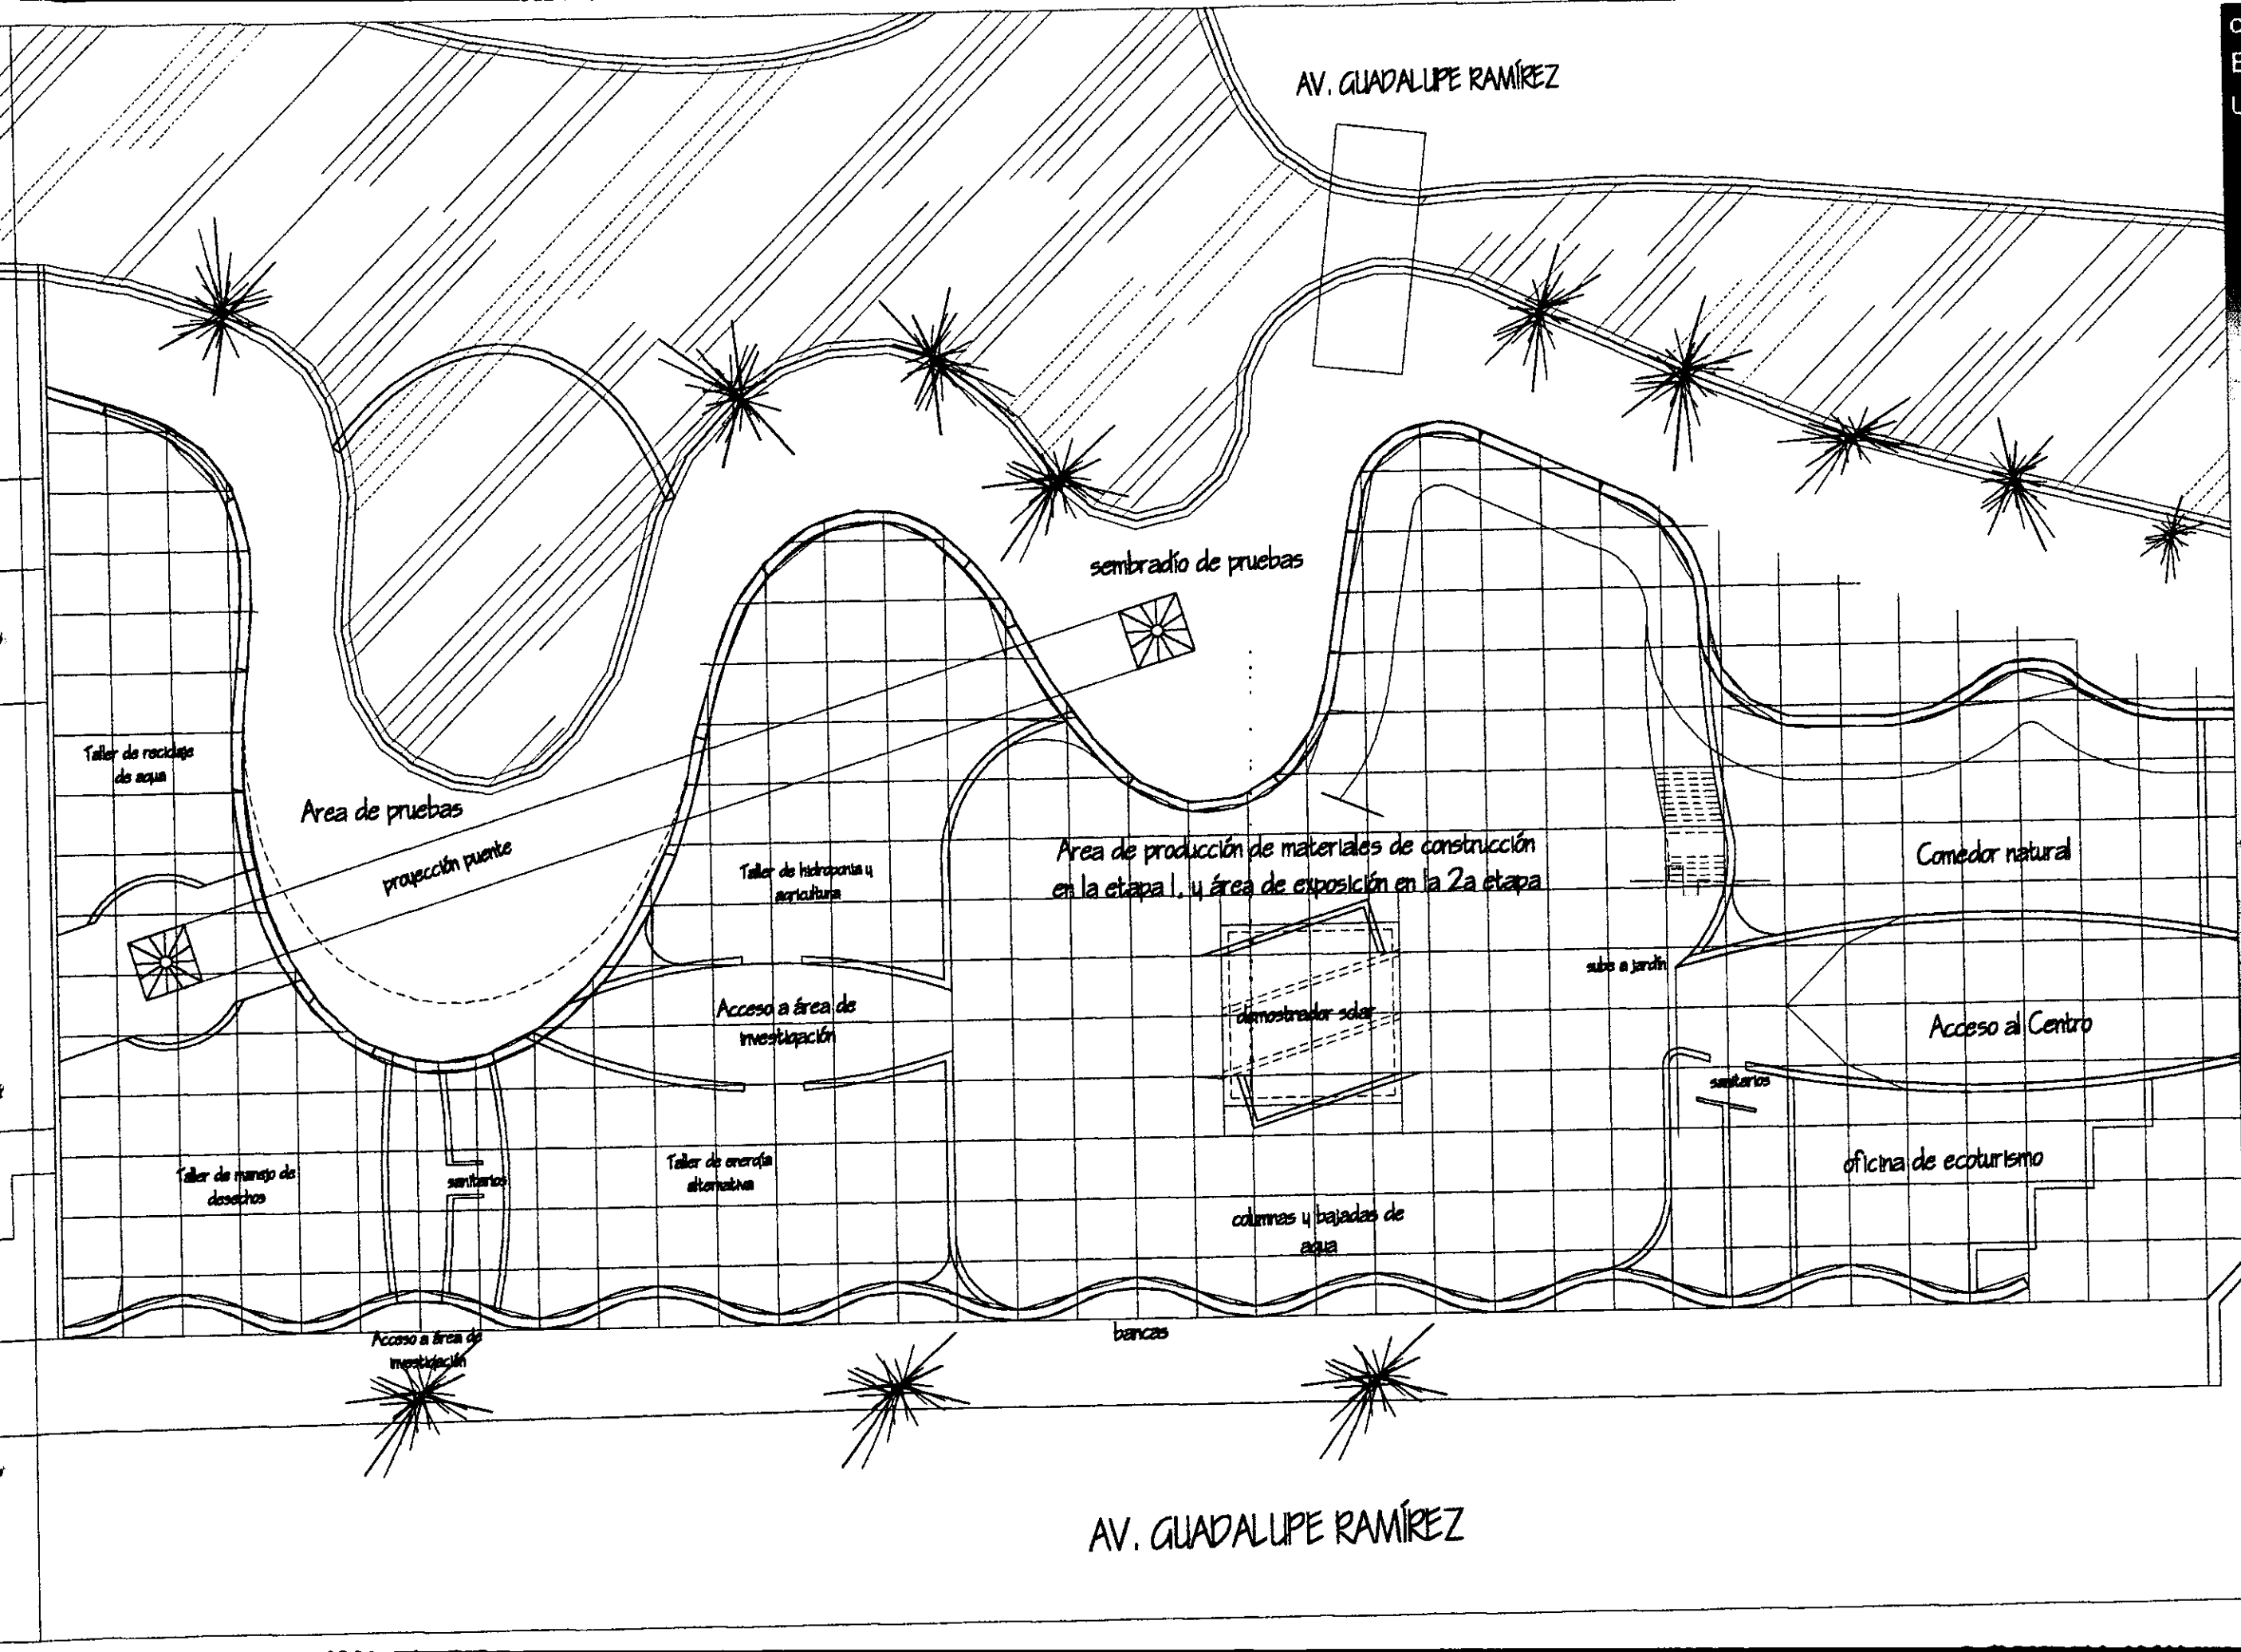 AV. GUADALUPE RAMÍREZ
sembradío de pruebas
Taller de reciclaje
de agua
Area de pruebas
proyección puente
Taller de hidroponia y
agricultura
Area de producción de materiales de construcción
en la etapa I, y área de exposición en la 2a etapa
Comedor natural
sube a jardín
Acceso a área de
investigación
demostrador solar
Acceso al Centro
sanitarios
Taller de manejo de
desechos
sanitarios
Taller de energía
alternativa
oficina de ecoturismo
columnas y bajadas de
agua
Acceso a área de
investigación
bancas
AV. GUADALUPE RAMÍREZ